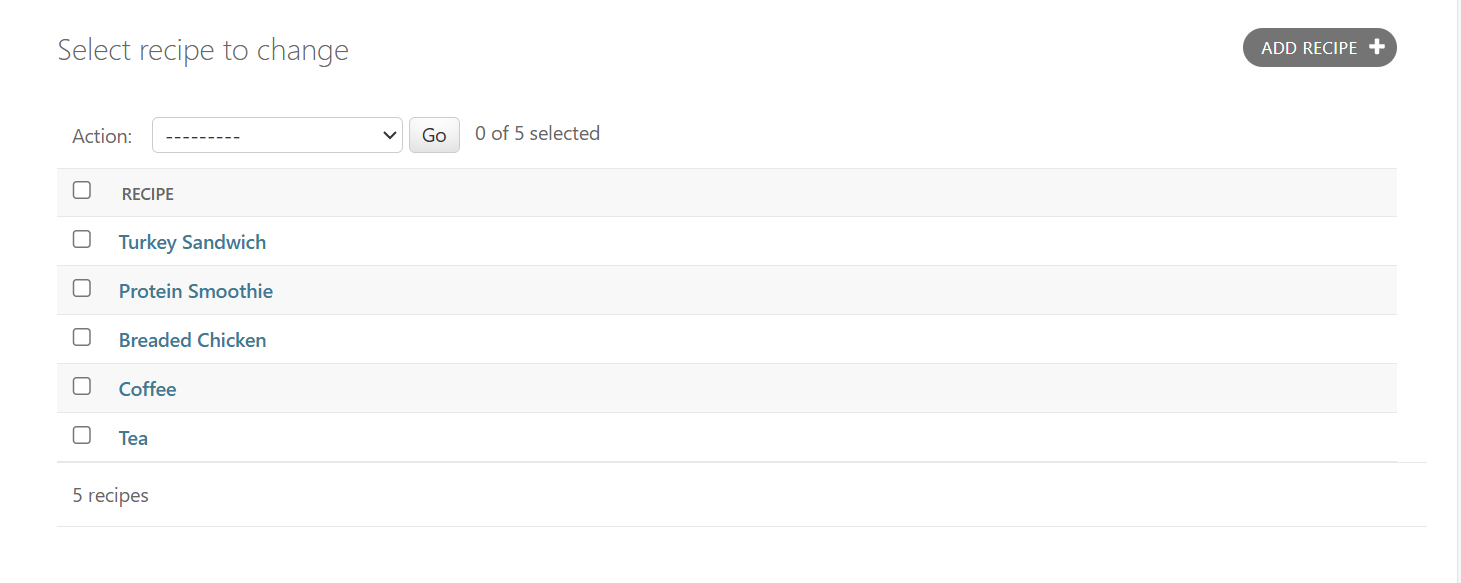 Select recipe to change
ADD RECIPE
Action: --------- Go 0 of 5 selected
RECIPE
Turkey Sandwich
Protein Smoothie
Breaded Chicken
Coffee
Tea
5 recipes